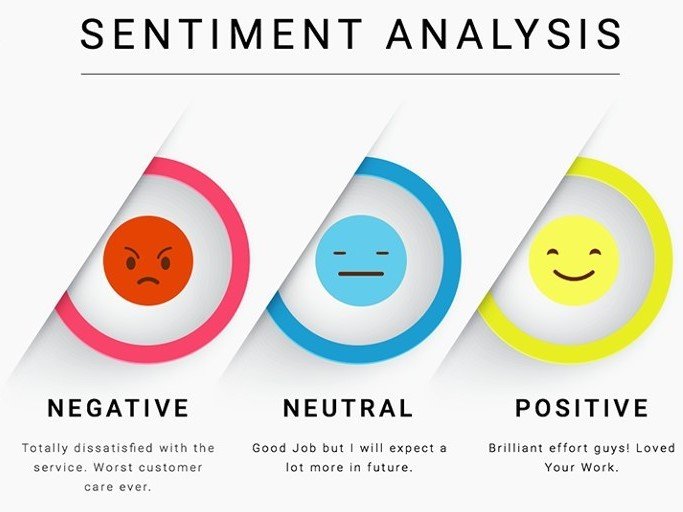 SENTIMENT ANALYSIS
NEGATIVE
Totally dissatisfied with the
service. Worst customer
care ever.
NEUTRAL
Good Job but I will expect a
lot more in future.
POSITIVE
Brilliant effort guys! Loved
Your Work.